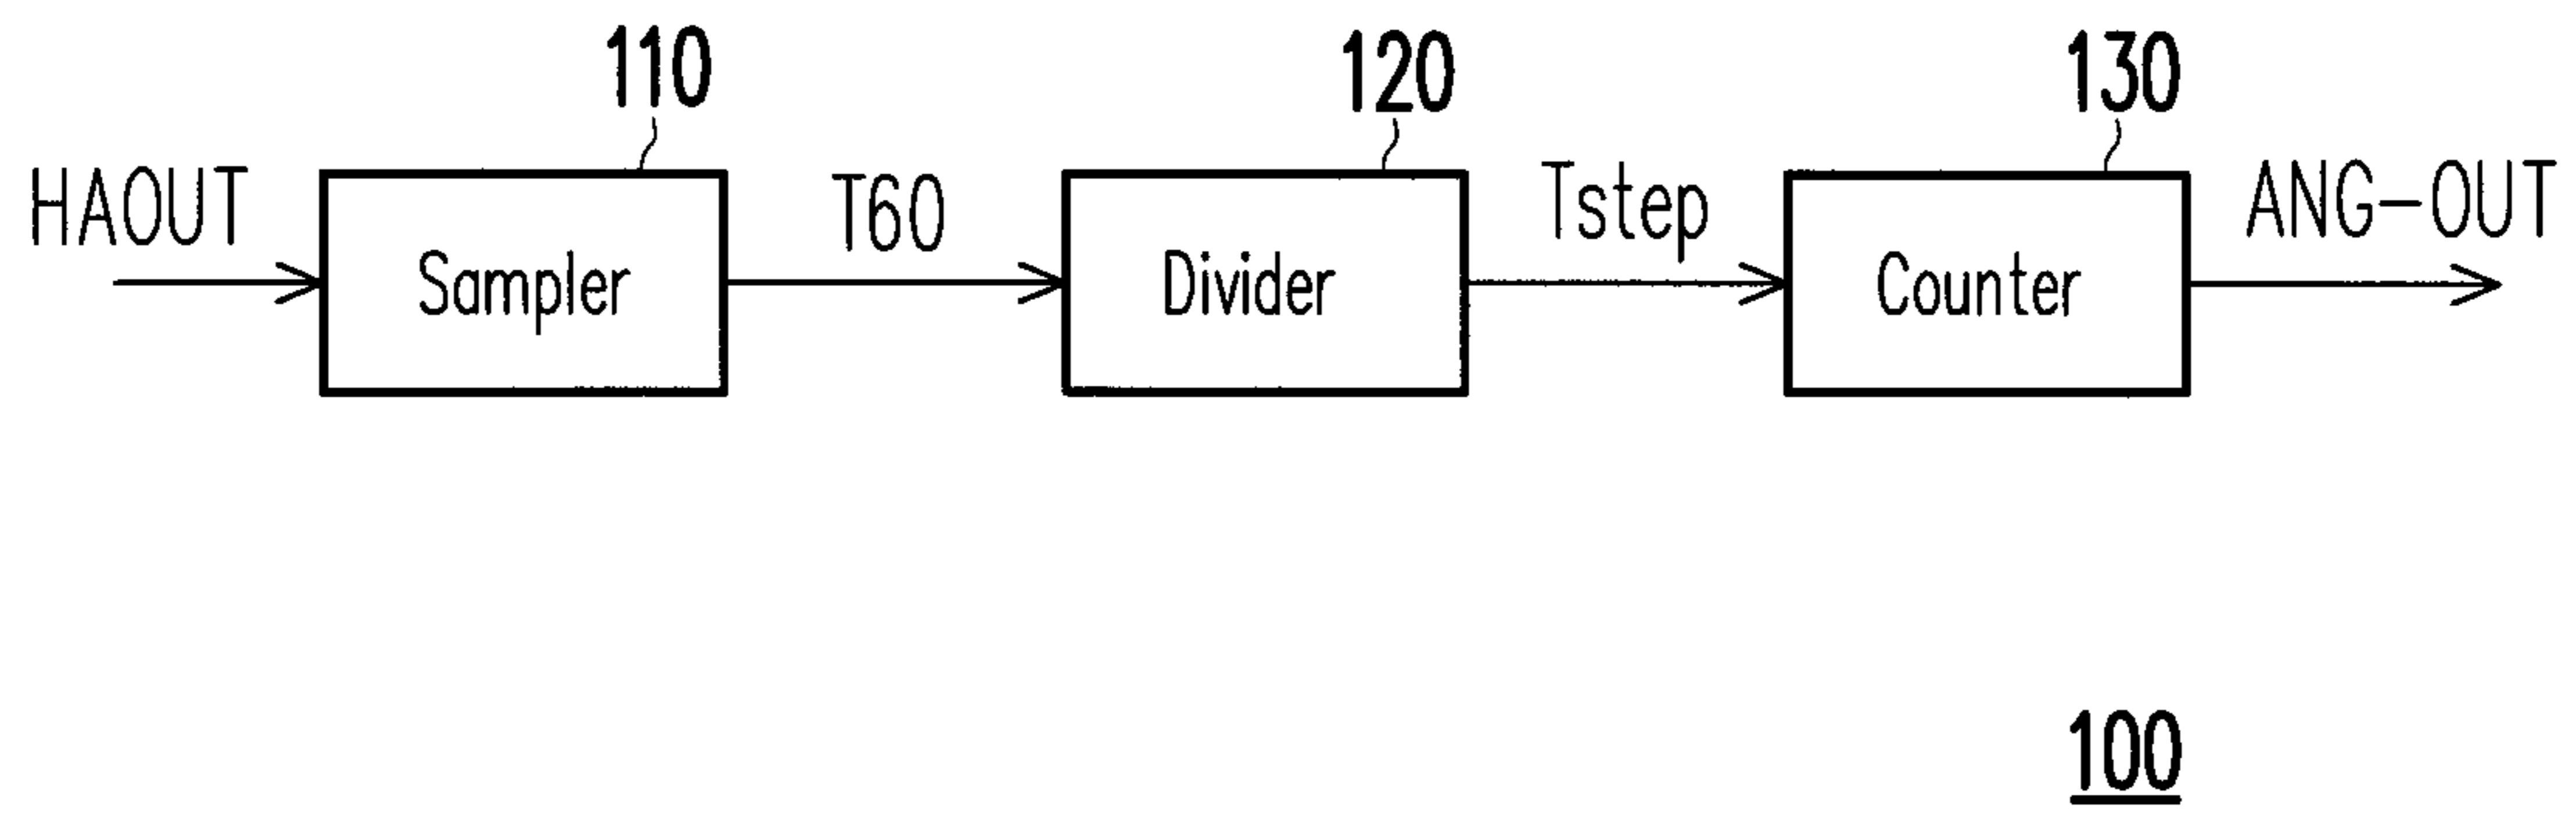 110
120
130
HAOUT
T60
Tstep
ANG-OUT
Sampler
Divider
Counter
100